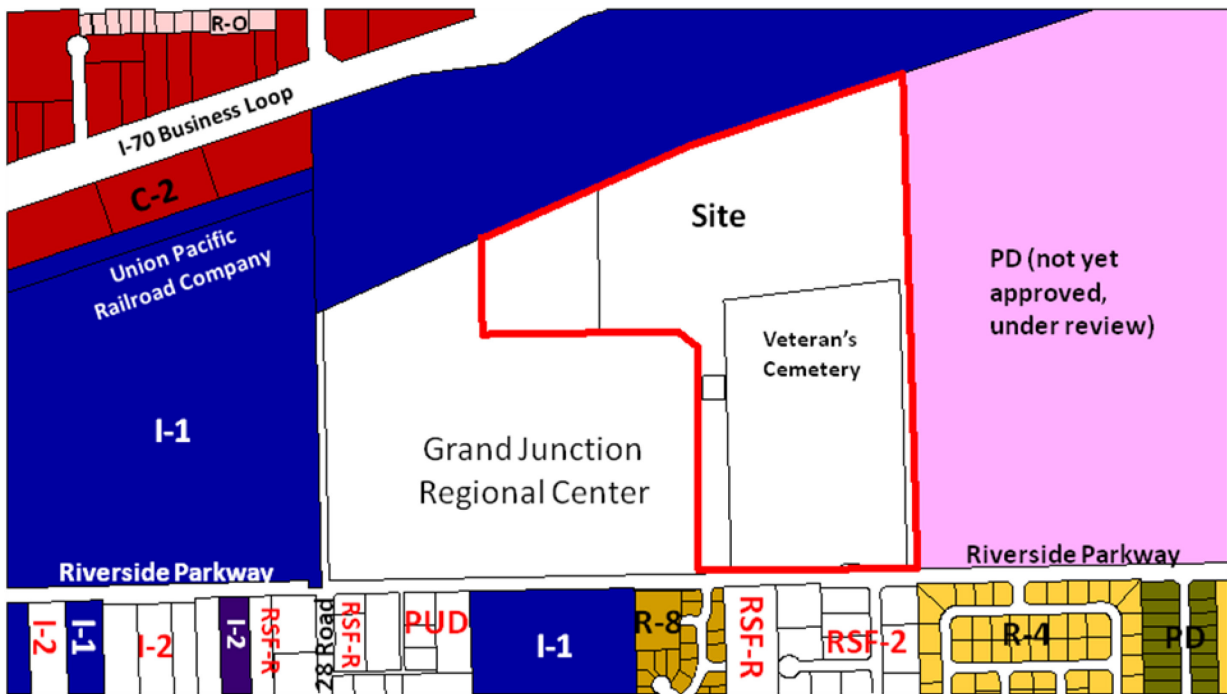 R-O
I-70 Business Loop
C-2
Union Pacific
Railroad Company
Site
PD (not yet
approved,
under review)
Veteran's
Cemetery
I-1
Grand Junction
Regional Center
Riverside Parkway
Riverside Parkway
I-2
I-1
I-2
I-2
RSF-R
28 Road
RSF-R
PUD
I-1
R-8
RSF-R
RSF-2
R-4
PD